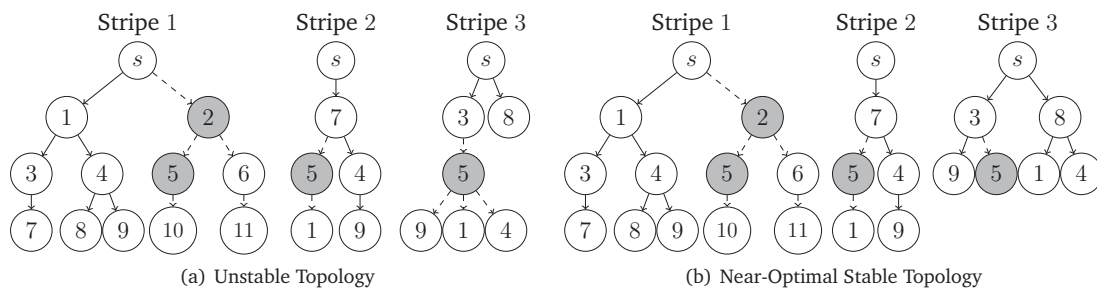 Stripe 1 Stripe 2 Stripe 3 Stripe 1 Stripe 2 Stripe 3
s s s s s s
1 2 7 3 8 1 2 7 3 8
3 4 5 6 5 4 5 3 4 5 6 5 4 9 5 1 4
7 8 9 10 11 1 9 9 1 4 7 8 9 10 11 1 9
(a) Unstable Topology (b) Near-Optimal Stable Topology